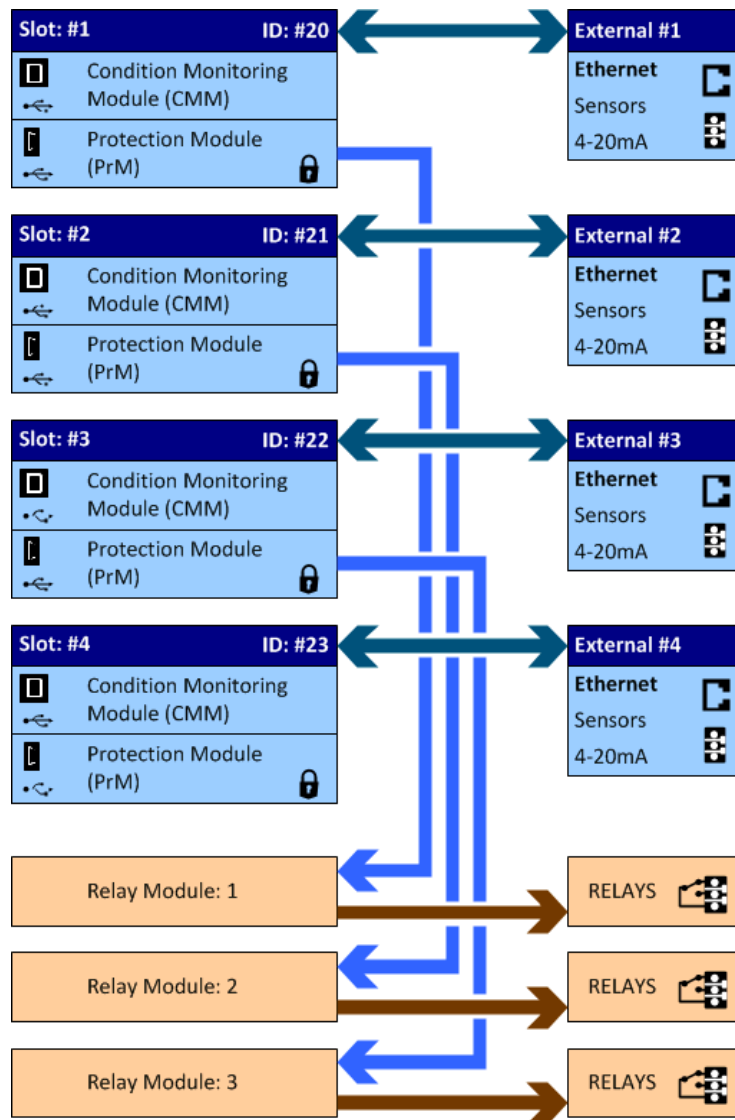 Slot: #1 ID: #20
Condition Monitoring
Module (CMM)
Protection Module
(PrM)
External #1
Ethernet
Sensors
4-20mA
Slot: #2 ID: #21
Condition Monitoring
Module (CMM)
Protection Module
(PrM)
External #2
Ethernet
Sensors
4-20mA
Slot: #3 ID: #22
Condition Monitoring
Module (CMM)
Protection Module
(PrM)
External #3
Ethernet
Sensors
4-20mA
Slot: #4 ID: #23
Condition Monitoring
Module (CMM)
Protection Module
(PrM)
External #4
Ethernet
Sensors
4-20mA
Relay Module: 1
RELAYS
Relay Module: 2
RELAYS
Relay Module: 3
RELAYS